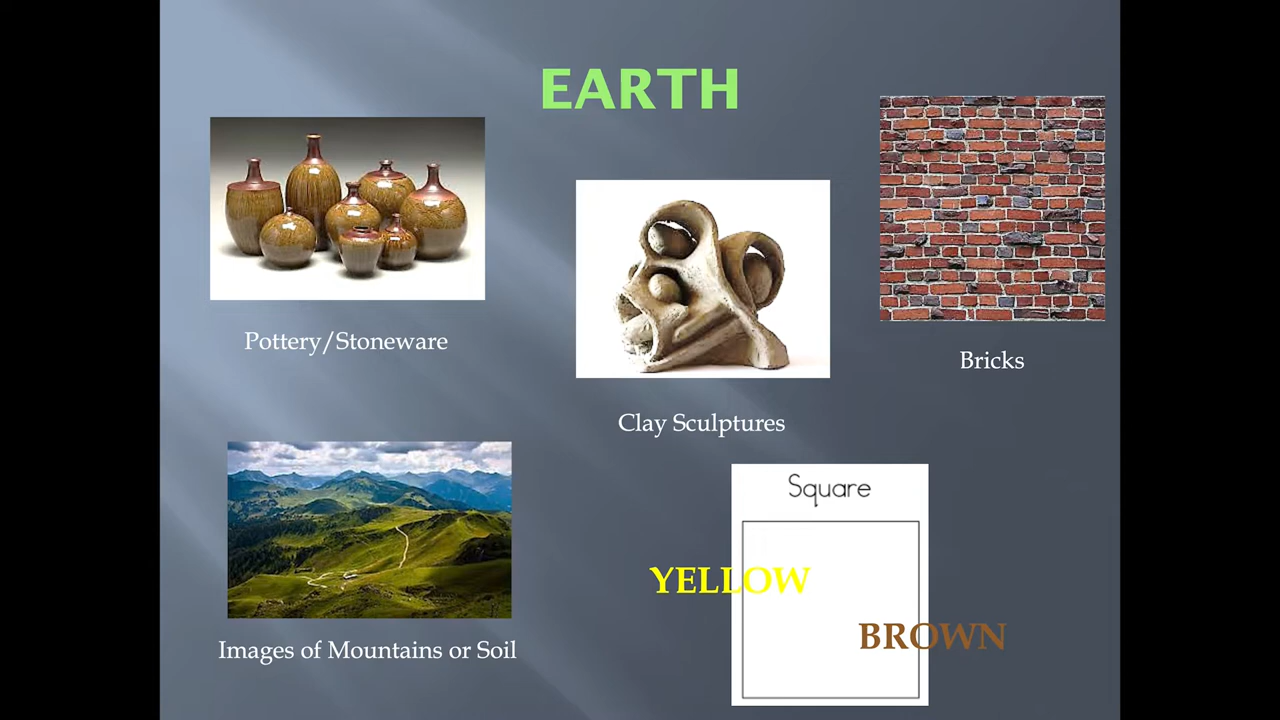 EARTH
Pottery/Stoneware
Clay Sculptures
Bricks
Images of Mountains or Soil
Square
YELLOW
BROWN